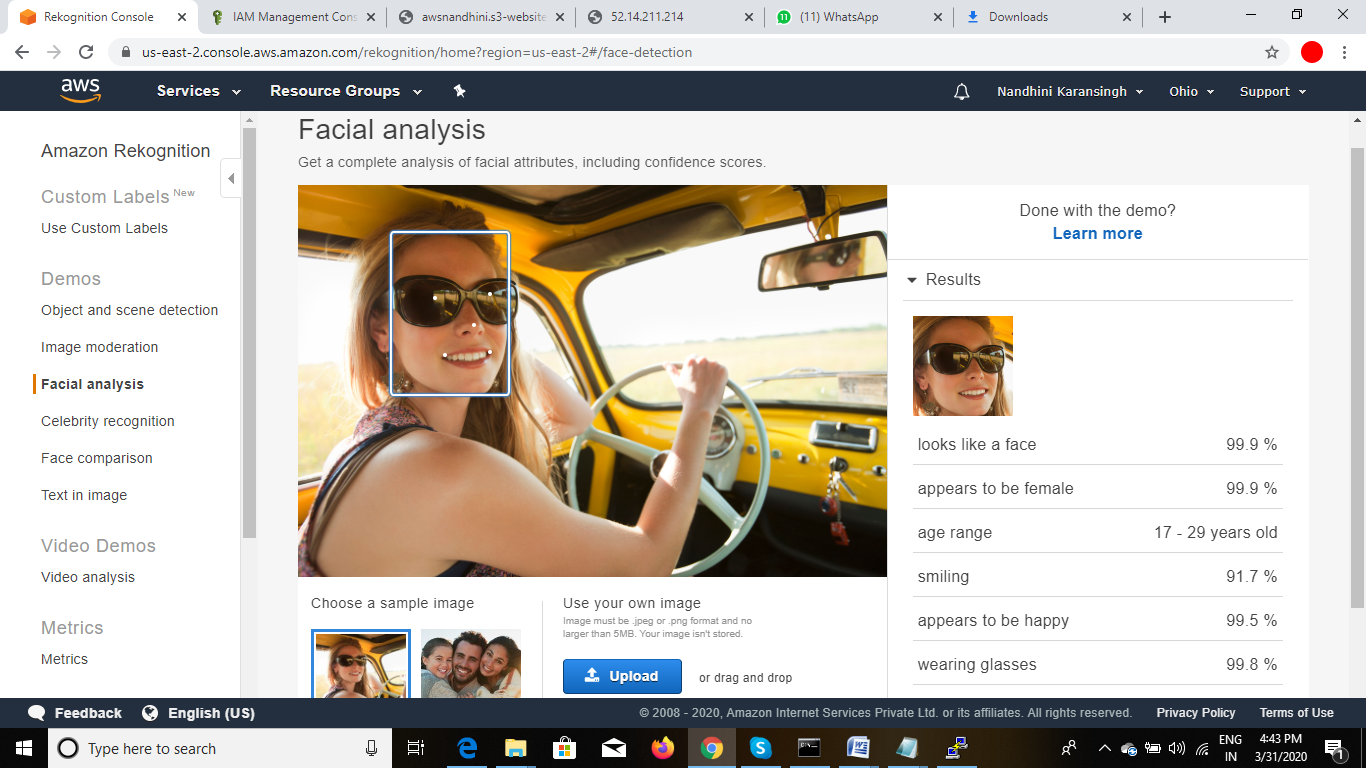 Rekognition Console
IAM Management Cons
awsnandhini.s3-website
52.14.211.214
(11) WhatsApp
Downloads
us-east-2.console.aws.amazon.com/rekognition/home?region=us-east-2#/face-detection
aws
Services
Resource Groups
Nandhini Karansingh
Ohio
Support
Amazon Rekognition
Custom Labels New
Use Custom Labels
Demos
Object and scene detection
Image moderation
Facial analysis
Celebrity recognition
Face comparison
Text in image
Video Demos
Video analysis
Metrics
Metrics
Facial analysis
Get a complete analysis of facial attributes, including confidence scores.
Choose a sample image
Use your own image
Image must be .jpeg or .png format and no
larger than 5MB. Your image isn't stored.
Upload
or drag and drop
Done with the demo?
Learn more
Results
looks like a face 99.9 %
appears to be female 99.9 %
age range 17 - 29 years old
smiling 91.7 %
appears to be happy 99.5 %
wearing glasses 99.8 %
Feedback
English (US)
© 2008 - 2020, Amazon Internet Services Private Ltd. or its affiliates. All rights reserved.
Privacy Policy
Terms of Use
Type here to search
ENG
IN
4:43 PM
3/31/2020
1